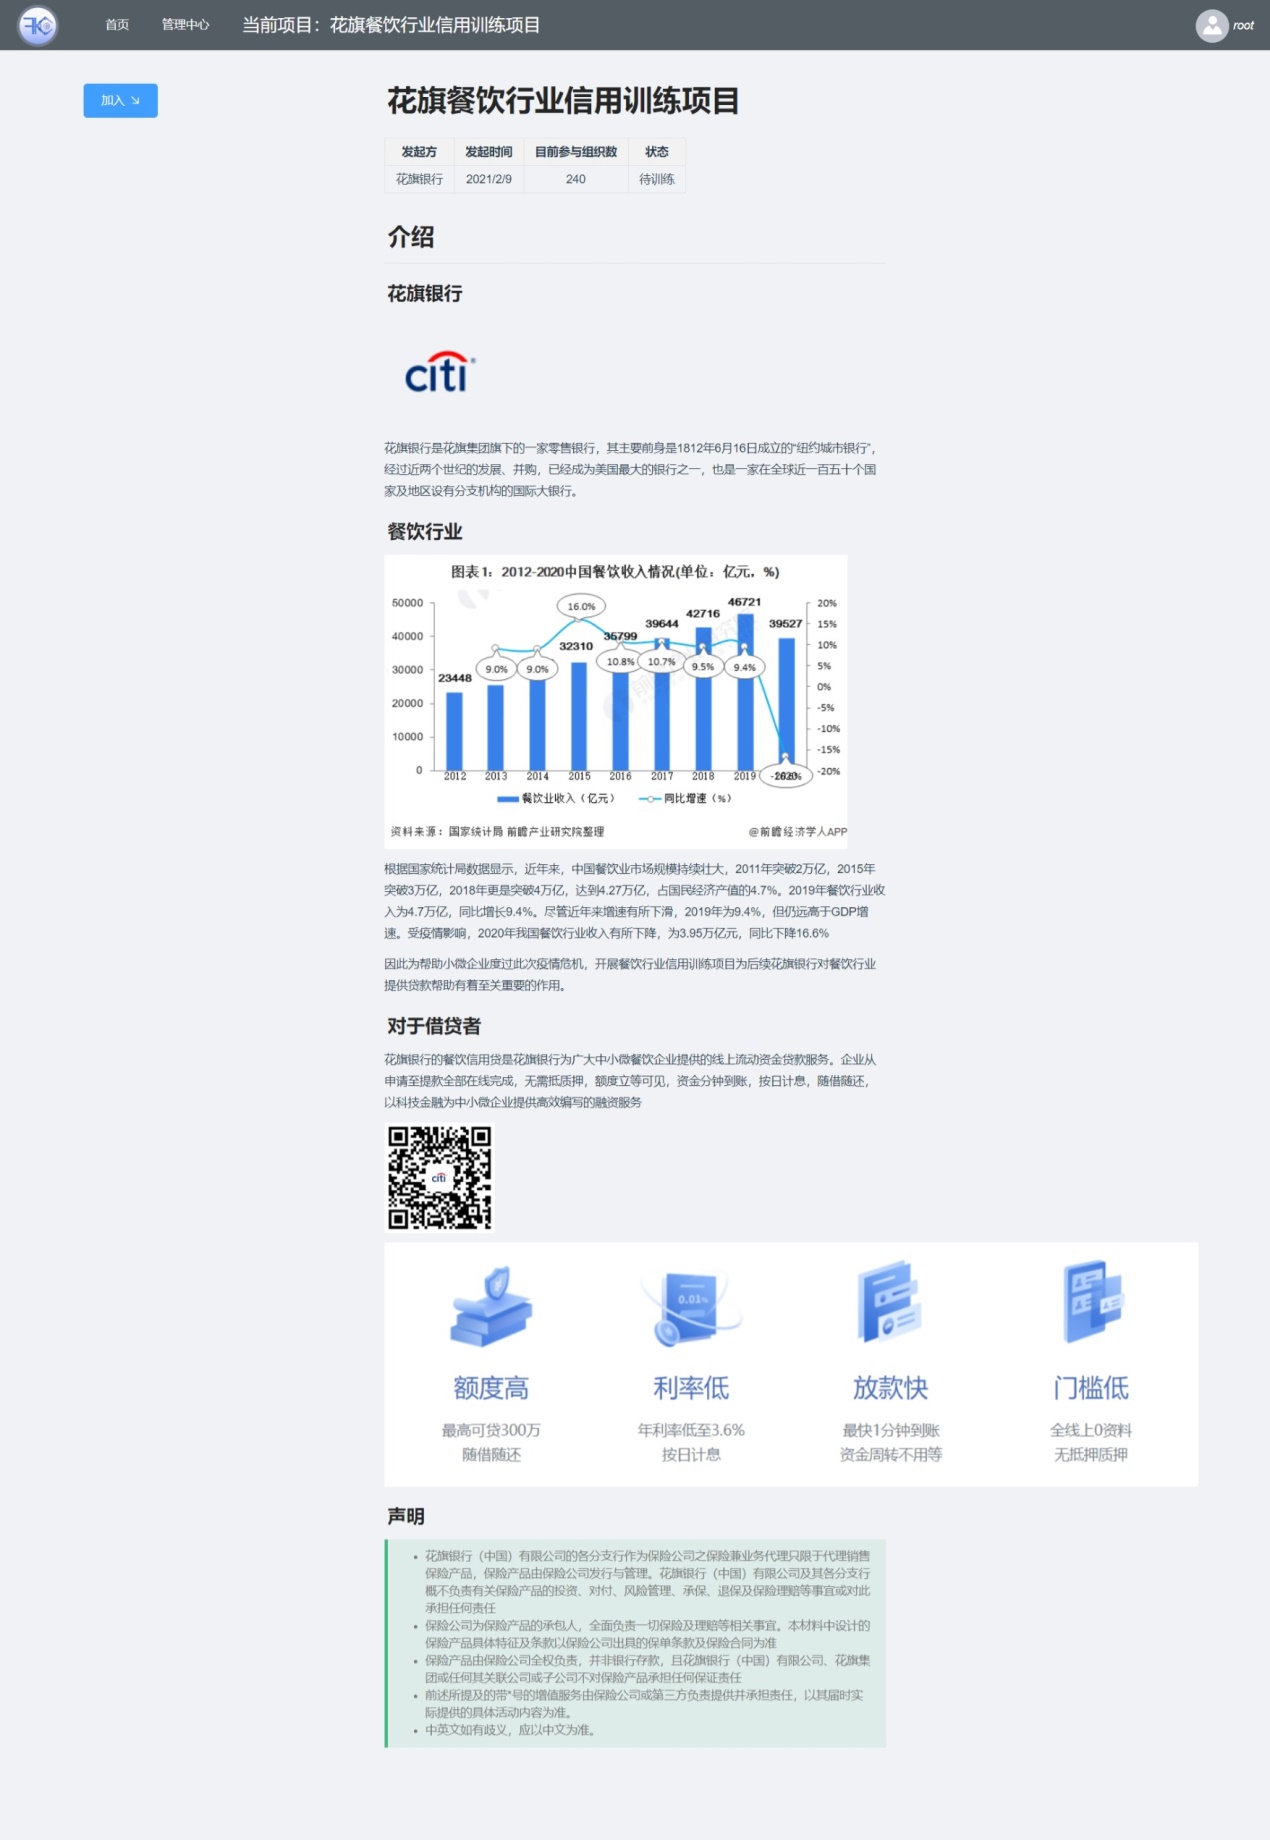 首页 管理中心 当前项目：花旗餐饮行业信用训练项目 root
加入
花旗餐饮行业信用训练项目
发起方 发起时间 目前参与组织数 状态
花旗银行 2021/2/9 240 待训练
介绍
花旗银行
citi
花旗银行是花旗集团旗下的一家零售银行，其主要前身是1812年6月16日成立的“纽约城市银行”，
经过近两个世纪的发展、并购，已经成为美国最大的银行之一，也是一家在全球近一百五十个国
家及地区设有分支机构的国际大银行。
餐饮行业
图表1：2012-2020中国餐饮收入情况(单位：亿元，%)
50000 40000 30000 20000 10000 0
23448 32310 35799 39644 42716 46721 39527
9.0% 9.0% 16.0% 10.8% 10.7% 9.5% 9.4%
20% 15% 10% 5% 0% -5% -10% -15% -20%
2012 2013 2014 2015 2016 2017 2018 2019 2020
餐饮业收入（亿元） 同比增速（%）
资料来源：国家统计局 前瞻产业研究院整理 @前瞻经济学人APP
根据国家统计局数据显示，近年来，中国餐饮业市场规模持续壮大，2011年突破2万亿，2015年
突破3万亿，2018年更是突破4万亿，达到4.27万亿，占国民经济产值的4.7%。2019年餐饮行业收
入为4.7万亿，同比增长9.4%。尽管近年来增速有所下滑，2019年为9.4%，但仍远高于GDP增
速。受疫情影响，2020年我国餐饮行业收入有所下降，为3.95万亿元，同比下降16.6%
因此为帮助小微企业度过此次疫情危机，开展餐饮行业信用训练项目为后续花旗银行对餐饮行业
提供贷款帮助有着至关重要的作用。
对于借贷者
花旗银行的餐饮信用贷是花旗银行为广大中小微餐饮企业提供的线上流动资金贷款服务。企业从
申请至提款全部在线完成，无需抵质押，额度立等可见，资金分钟到账，按日计息，随借随还，
以科技金融为中小微企业提供高效编写的融资服务
citi
0.01%
额度高 利率低 放款快 门槛低
最高可贷300万 年利率低至3.6% 最快1分钟到账 全线上0资料
随借随还 按日计息 资金周转不用等 无抵押质押
声明
花旗银行（中国）有限公司的各分支行作为保险公司之保险兼业务代理只限于代理销售
保险产品，保险产品由保险公司发行与管理。花旗银行（中国）有限公司及其各分支行
概不负责有关保险产品的投资、对付、风险管理、承保、退保及保险理赔等事宜或对此
承担任何责任
保险公司为保险产品的承包人，全面负责一切保险及理赔等相关事宜。本材料中设计的
保险产品具体特征及条款以保险公司出具的保单条款及保险合同为准
保险产品由保险公司全权负责，并非银行存款，且花旗银行（中国）有限公司、花旗集
团或任何其关联公司或子公司不对保险产品承担任何保证责任
前述所提及的带*号的增值服务由保险公司或第三方负责提供并承担责任，以其届时实
际提供的具体活动内容为准。
中英文如有歧义，应以中文为准。